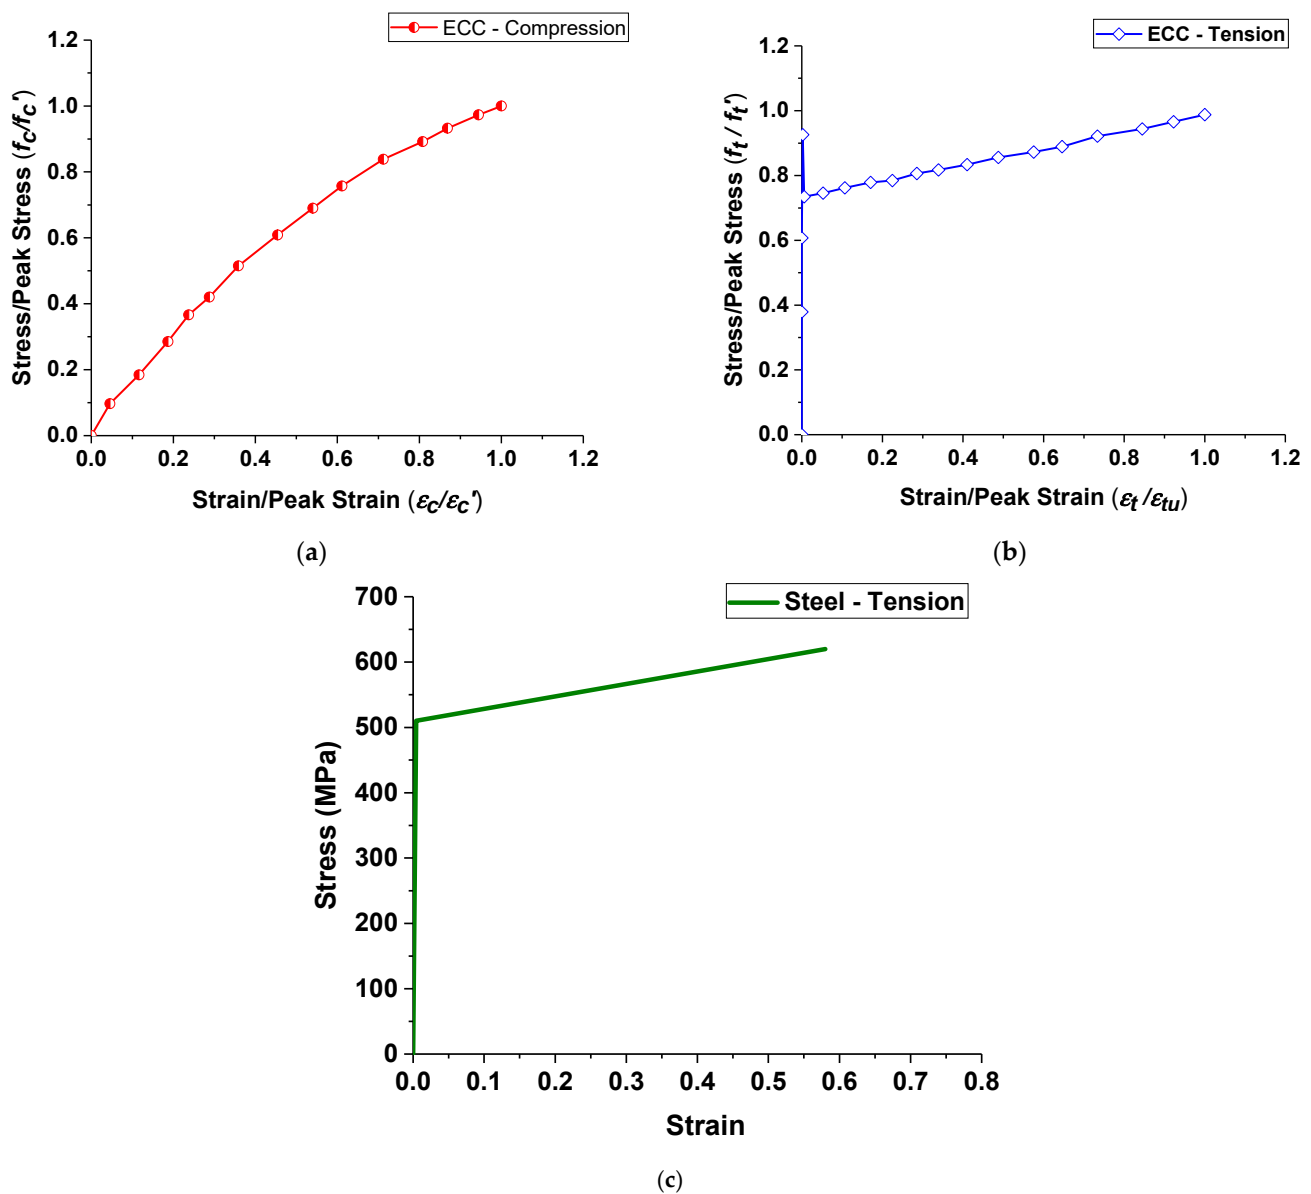 ECC - Compression
1.2
1.0
0.8
0.6
0.4
0.2
0.0
Stress/Peak Stress (fc/fc')
0.0 0.2 0.4 0.6 0.8 1.0 1.2
Strain/Peak Strain (εc/εc')
(a)
ECC - Tension
1.2
1.0
0.8
0.6
0.4
0.2
0.0
Stress/Peak Stress (ft / ft')
0.0 0.2 0.4 0.6 0.8 1.0 1.2
Strain/Peak Strain (εt /εtu)
(b)
Steel - Tension
700
600
500
400
300
200
100
0
Stress (MPa)
0.0 0.1 0.2 0.3 0.4 0.5 0.6 0.7 0.8
Strain
(c)